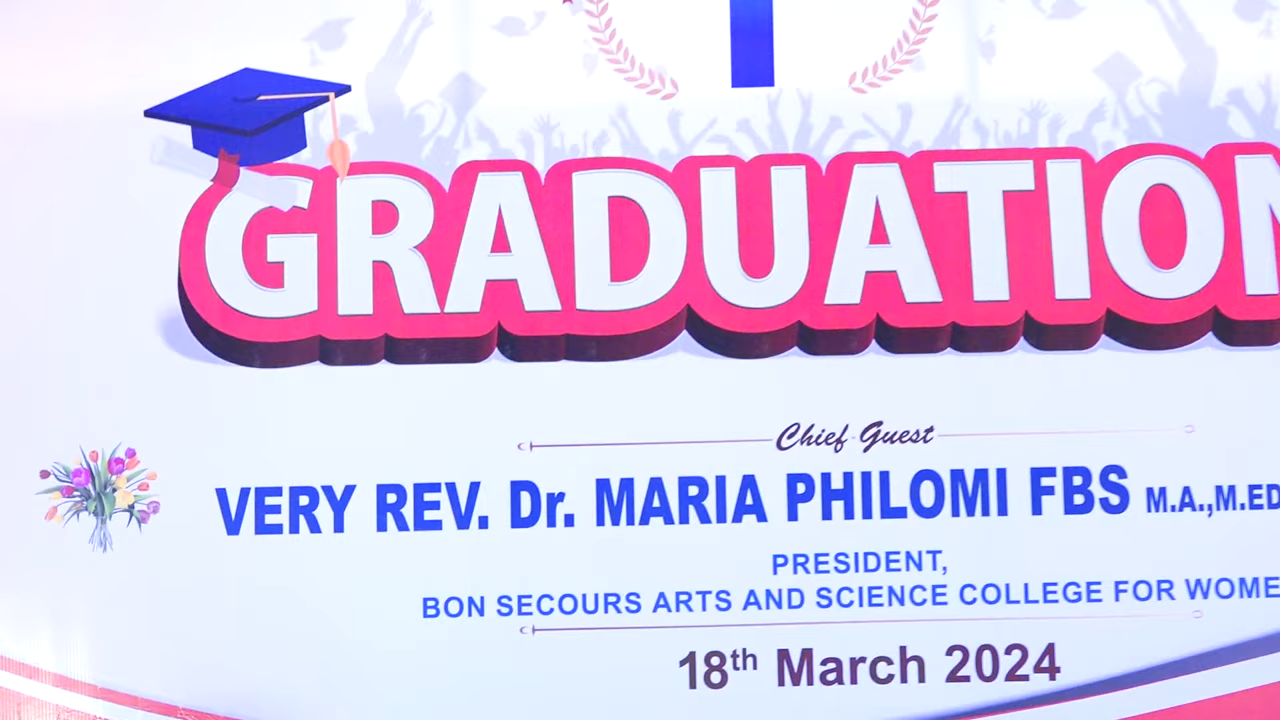 GRADUATION
Chief Guest
VERY REV. Dr. MARIA PHILOMI FBS M.A.,M.ED
PRESIDENT,
BON SECOURS ARTS AND SCIENCE COLLEGE FOR WOME
18th March 2024